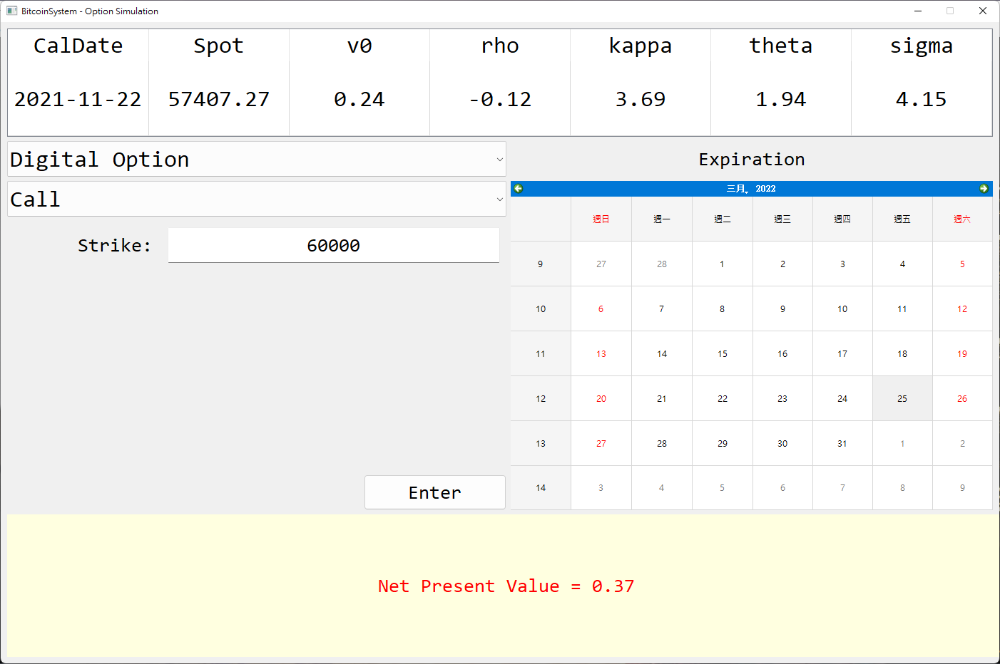 BitcoinSystem - Option Simulation
CalDate Spot v0 rho kappa theta sigma
2021-11-22 57407.27 0.24 -0.12 3.69 1.94 4.15
Digital Option
Expiration
Call
三月, 2022
週日 週一 週二 週三 週四 週五 週六
Strike: 60000
9 27 28 1 2 3 4 5
10 6 7 8 9 10 11 12
11 13 14 15 16 17 18 19
12 20 21 22 23 24 25 26
13 27 28 29 30 31 1 2
14 3 4 5 6 7 8 9
Enter
Net Present Value = 0.37